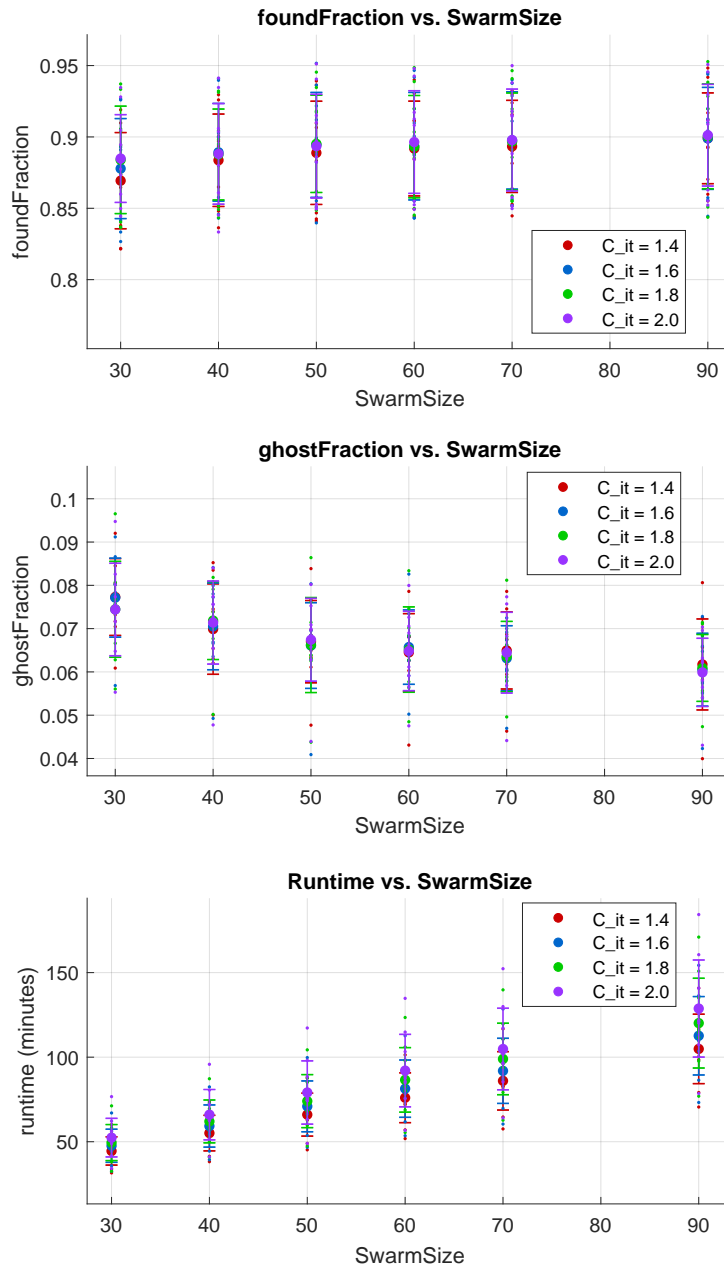 foundFraction vs. SwarmSize
0.95
0.9
0.85
0.8
foundFraction
C_it = 1.4
C_it = 1.6
C_it = 1.8
C_it = 2.0
30 40 50 60 70 80 90
SwarmSize
ghostFraction vs. SwarmSize
0.1
0.09
0.08
0.07
0.06
0.05
0.04
ghostFraction
C_it = 1.4
C_it = 1.6
C_it = 1.8
C_it = 2.0
30 40 50 60 70 80 90
SwarmSize
Runtime vs. SwarmSize
150
100
50
runtime (minutes)
C_it = 1.4
C_it = 1.6
C_it = 1.8
C_it = 2.0
30 40 50 60 70 80 90
SwarmSize